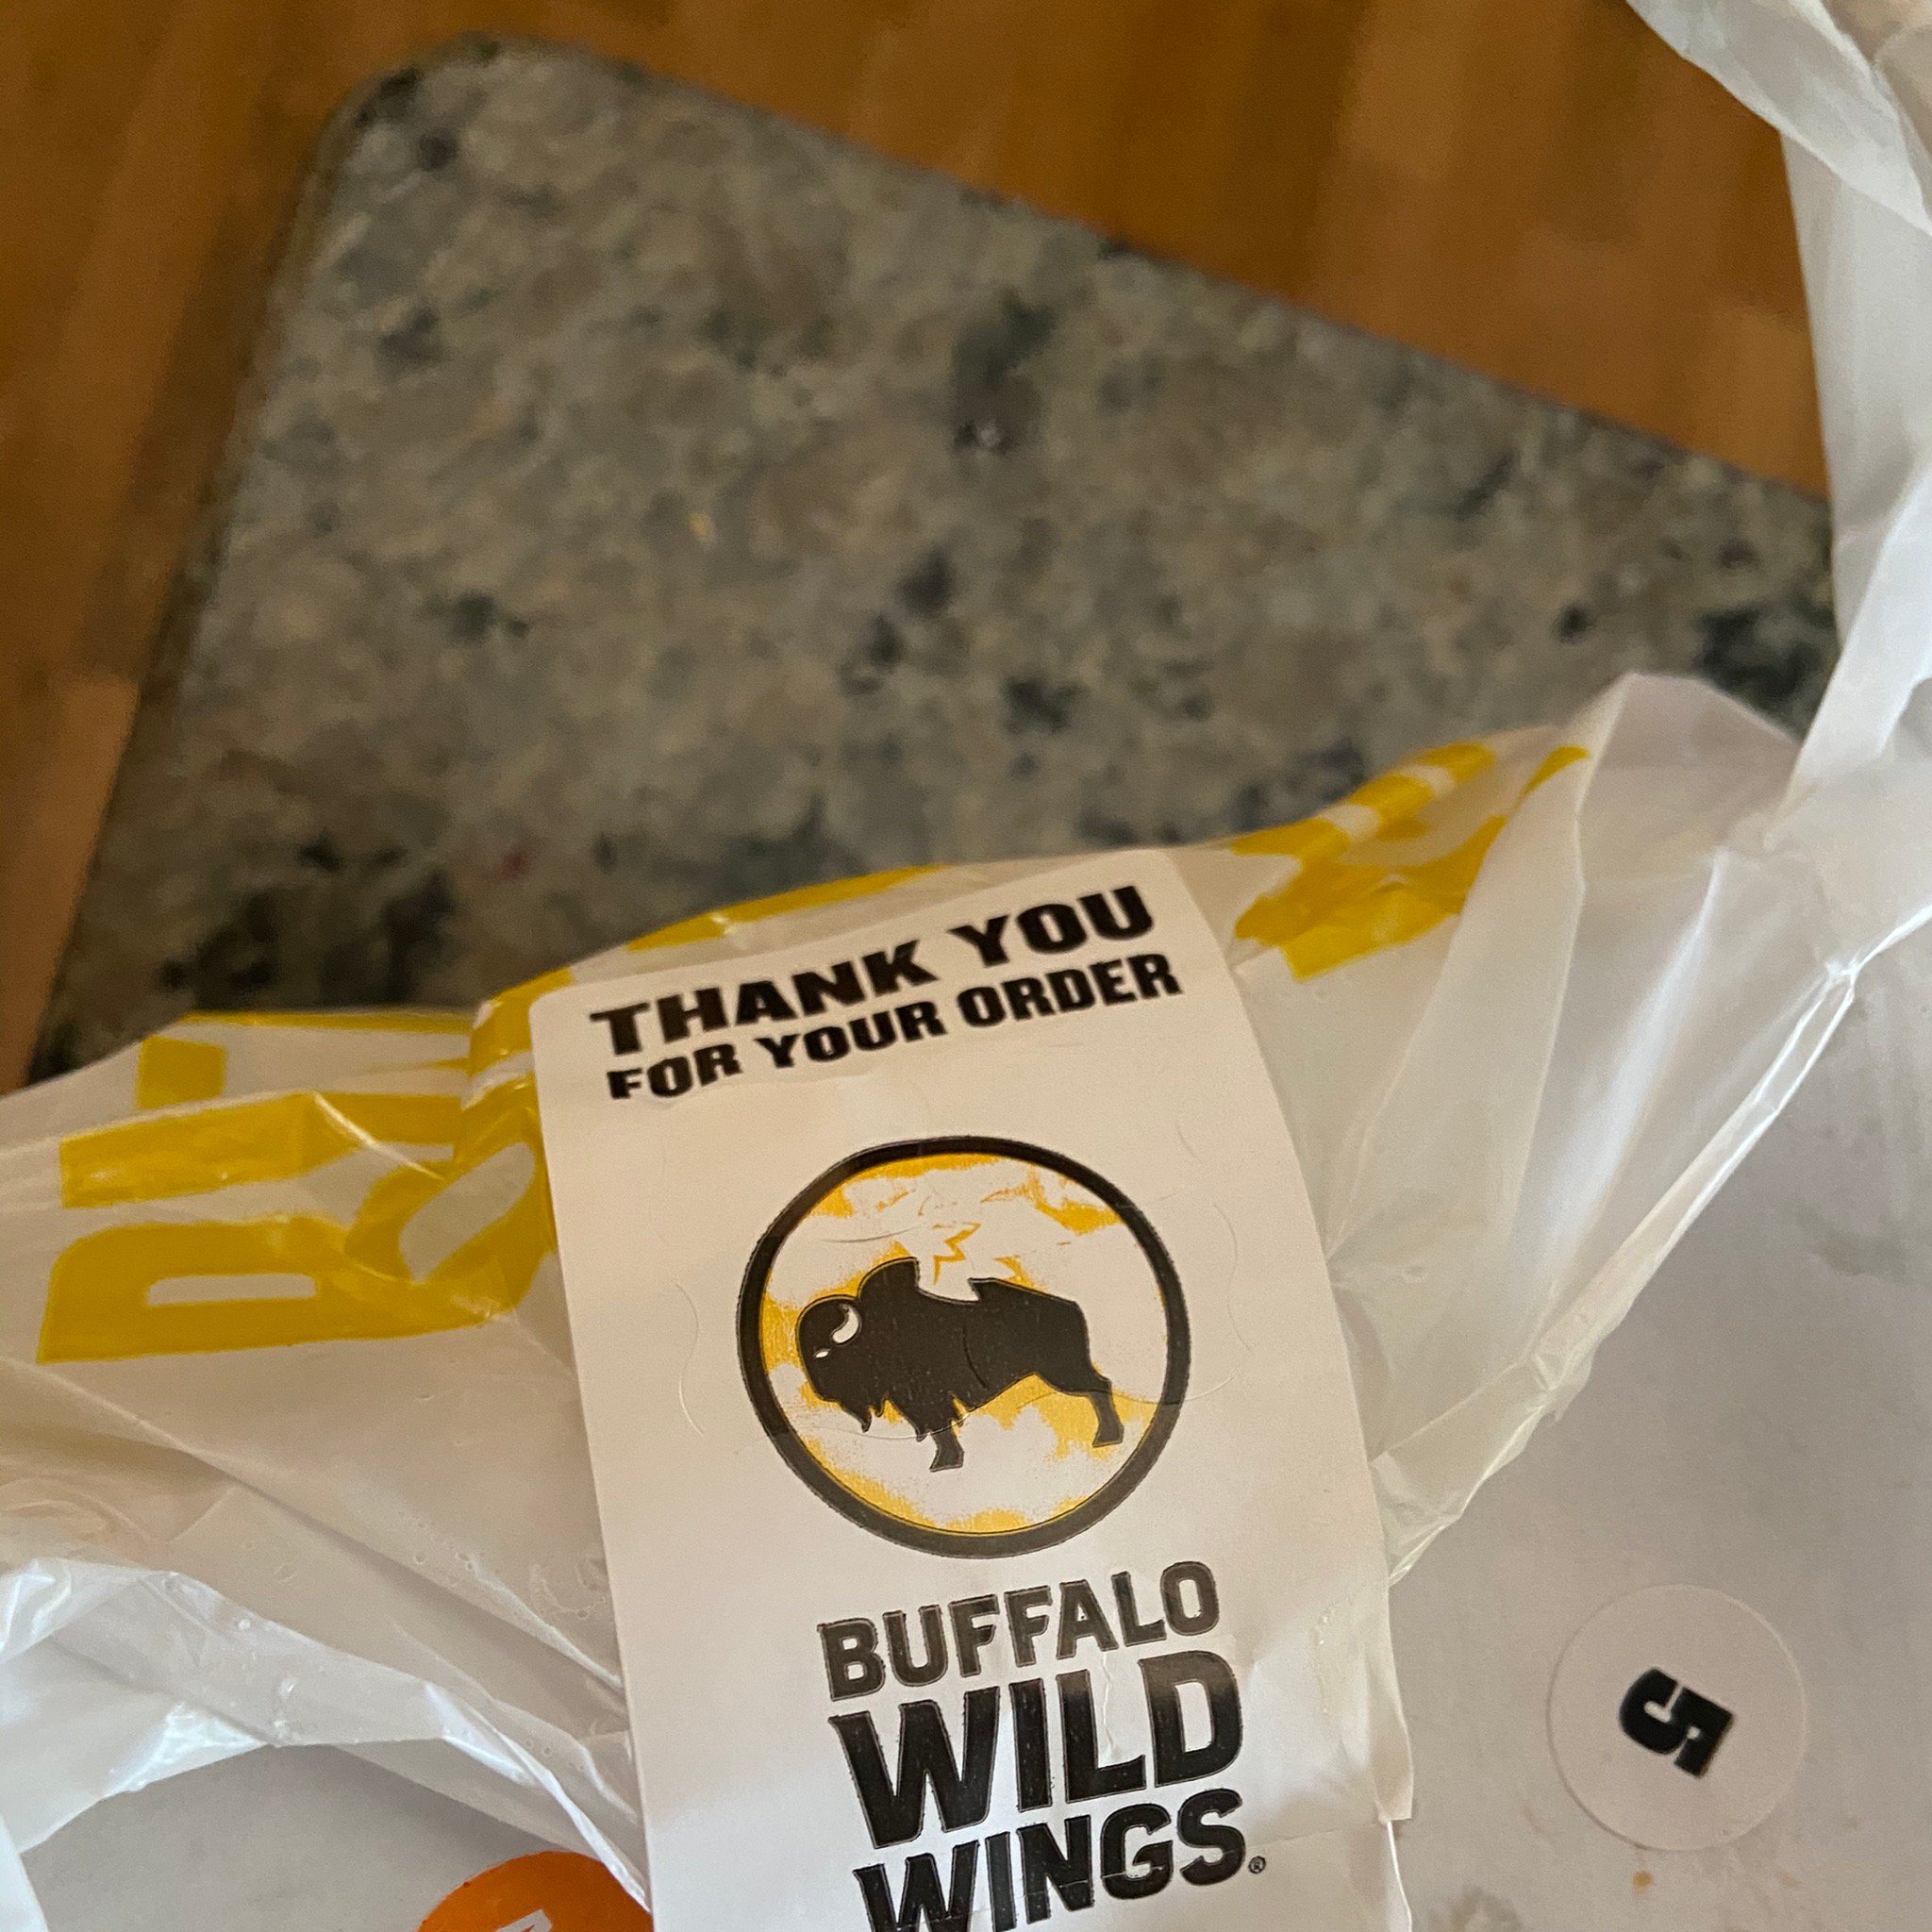 THANK YOU
FOR YOUR ORDER
BUFFALO
WILD
WINGS®
5